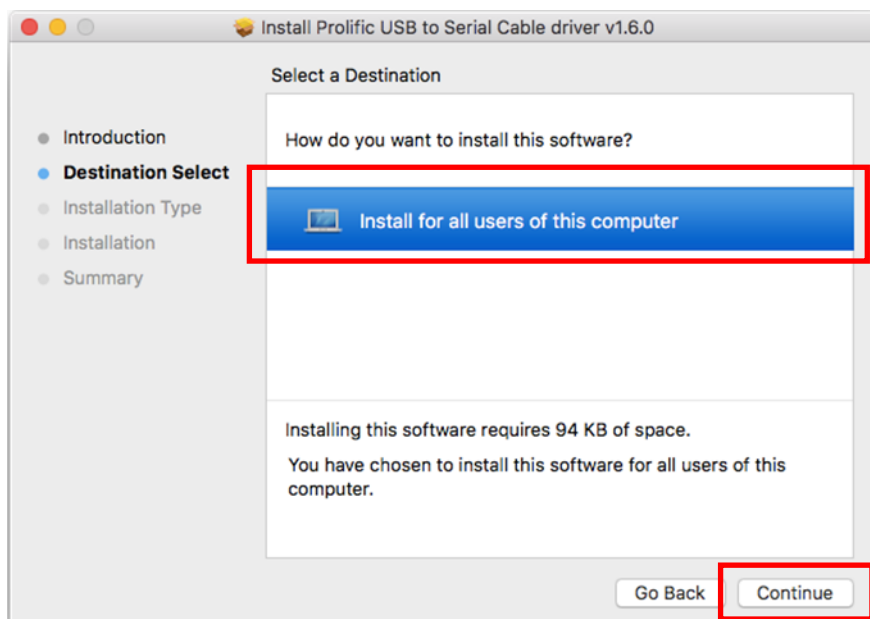 Install Prolific USB to Serial Cable driver v1.6.0
Select a Destination
Introduction
Destination Select
Installation Type
Installation
Summary
How do you want to install this software?
Install for all users of this computer
Installing this software requires 94 KB of space.
You have chosen to install this software for all users of this
computer.
Go Back
Continue